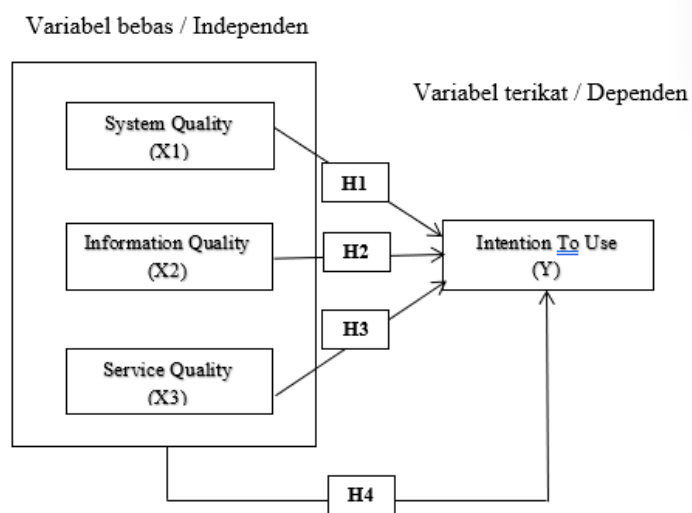 Variabel bebas / Independen
Variabel terikat / Dependen
System Quality
(X1)
H1
Information Quality
(X2)
H2
Intention To Use
(Y)
H3
Service Quality
(X3)
H4